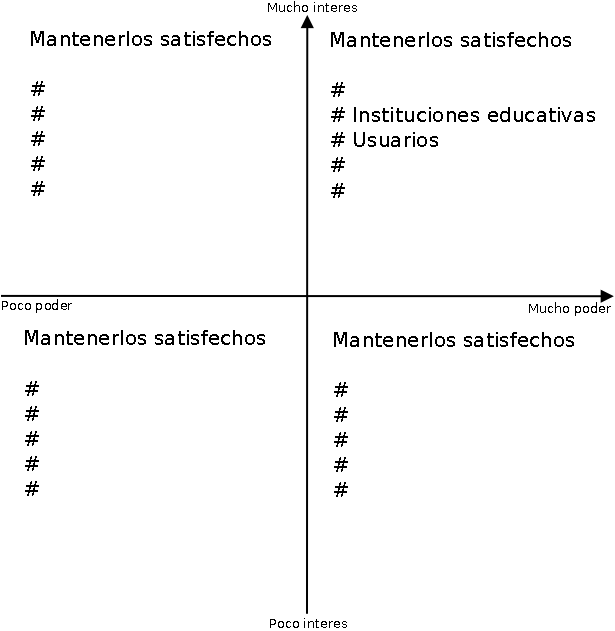 Mucho interes
Mantenerlos satisfechos
#
#
#
#
#
Mantenerlos satisfechos
#
# Instituciones educativas
# Usuarios
#
#
Poco poder
Mucho poder
Mantenerlos satisfechos
#
#
#
#
#
Mantenerlos satisfechos
#
#
#
#
#
Poco interes